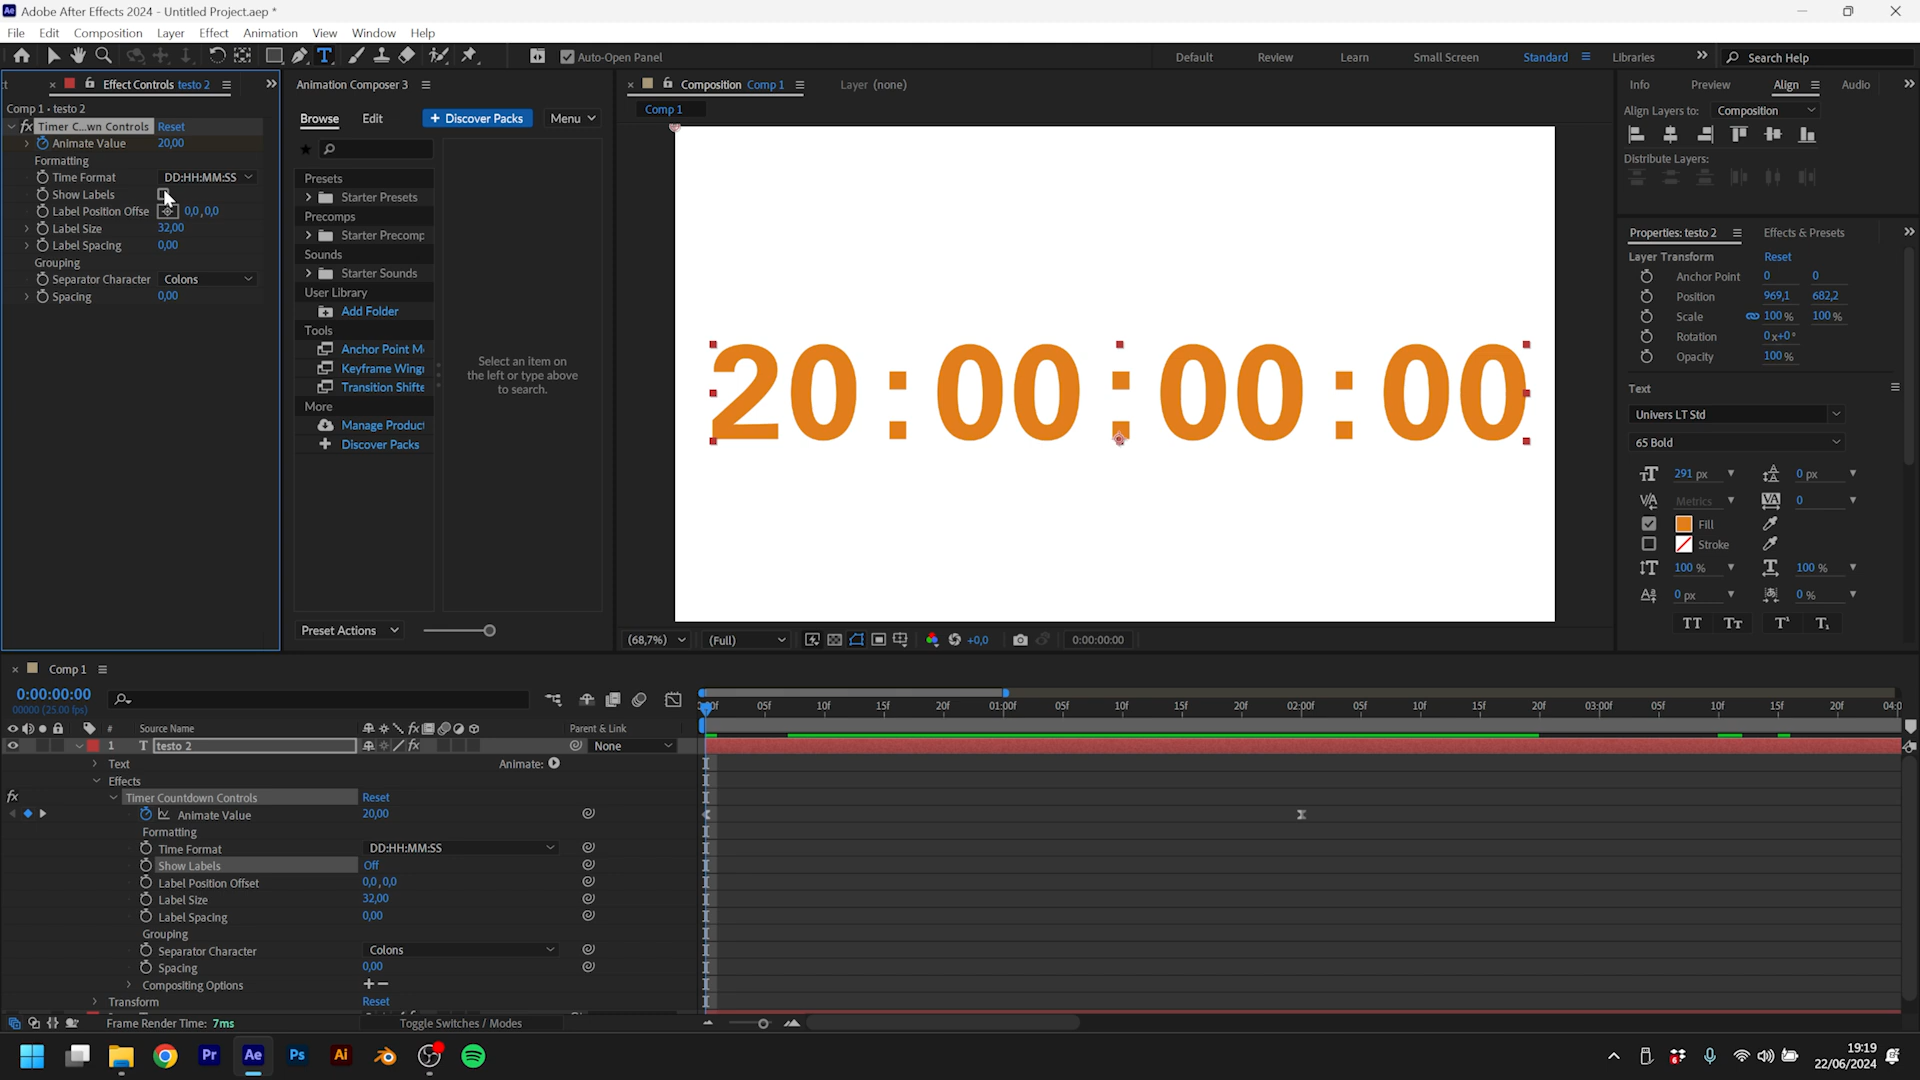 Adobe After Effects 2024 - Untitled Project.aep *
File Edit Composition Layer Effect Animation View Window Help
Auto-Open Panel
Default Review Learn Small Screen Standard Libraries Search Help
Effect Controls testo 2
Comp 1 • testo 2
Timer C...wn Controls Reset
Animate Value 20,00
Formatting
Time Format DD:HH:MM:SS
Show Labels
Label Position Offse 0,0,0,0
Label Size 32,00
Label Spacing 0,00
Grouping
Separator Character Colons
Spacing 0,00
Animation Composer 3
Browse Edit + Discover Packs Menu
Presets
Starter Presets
Precomps
Starter Precomp
Sounds
Starter Sounds
User Library
Add Folder
Tools
Anchor Point M
Keyframe Wing
Transition Shifte
More
Manage Product
Discover Packs
Select an item on
the left or type above
to search.
Preset Actions
Composition Comp 1 Layer (none)
Comp 1
20:00:00:00
(68,7%) (Full) +0,0 0:00:00:00
Info Preview Align Audio
Align Layers to: Composition
Distribute Layers:
Properties: testo 2 Effects & Presets
Layer Transform Reset
Anchor Point 0 0
Position 969,1 682,2
Scale 100 % 100 %
Rotation 0x+0°
Opacity 100 %
Text
Univers LT Std
65 Bold
291 px 0 px
Metrics 0
Fill
Stroke
100 % 100 %
0 px 0 %
TT TT T¹ T₁
Comp 1
0:00:00:00
00000 (25.00 fps)
:00f 05f 10f 15f 20f 01:00f 05f 10f 15f 20f 02:00f 05f 10f 15f 20f 03:00f 05f 10f 15f 20f 04:0
# Source Name Parent & Link
1 T testo 2 None
Text Animate:
Effects
fx Timer Countdown Controls Reset
Animate Value 20,00
Formatting
Time Format DD:HH:MM:SS
Show Labels Off
Label Position Offset 0,0,0,0
Label Size 32,00
Label Spacing 0,00
Grouping
Separator Character Colons
Spacing 0,00
Compositing Options + −
Transform Reset
Frame Render Time: 7ms Toggle Switches / Modes
Pr Ae Ps Ai
19:19
22/06/2024